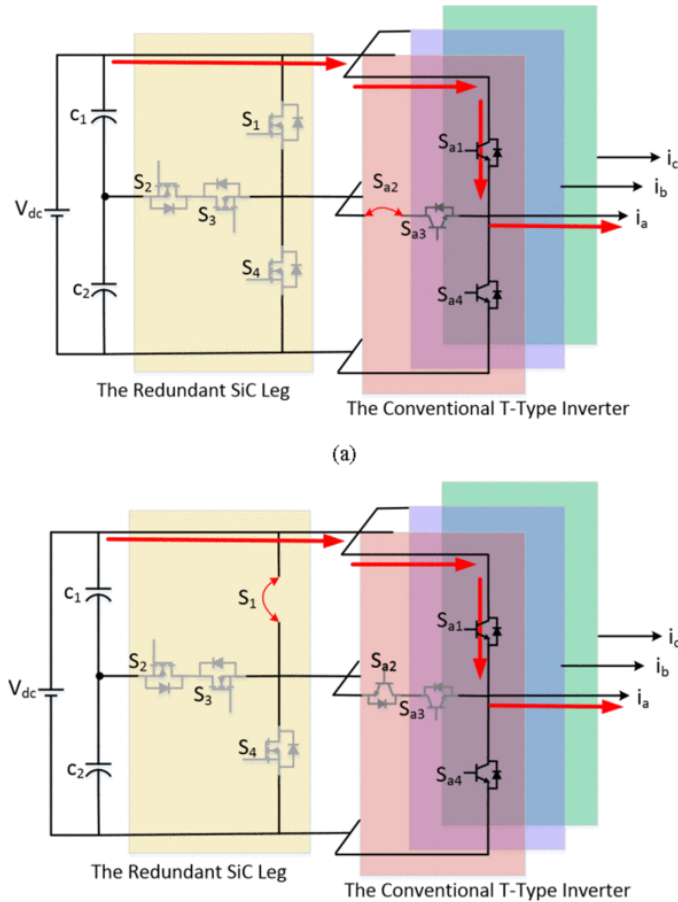 C1
S1
Sa1
ic
S2
Sa2
ib
Vdc
S3
Sa3
ia
C2
S4
Sa4
The Redundant SiC Leg
The Conventional T-Type Inverter
(a)
C1
S1
Sa1
ic
S2
Sa2
ib
Vdc
S3
Sa3
ia
C2
S4
Sa4
The Redundant SiC Leg
The Conventional T-Type Inverter